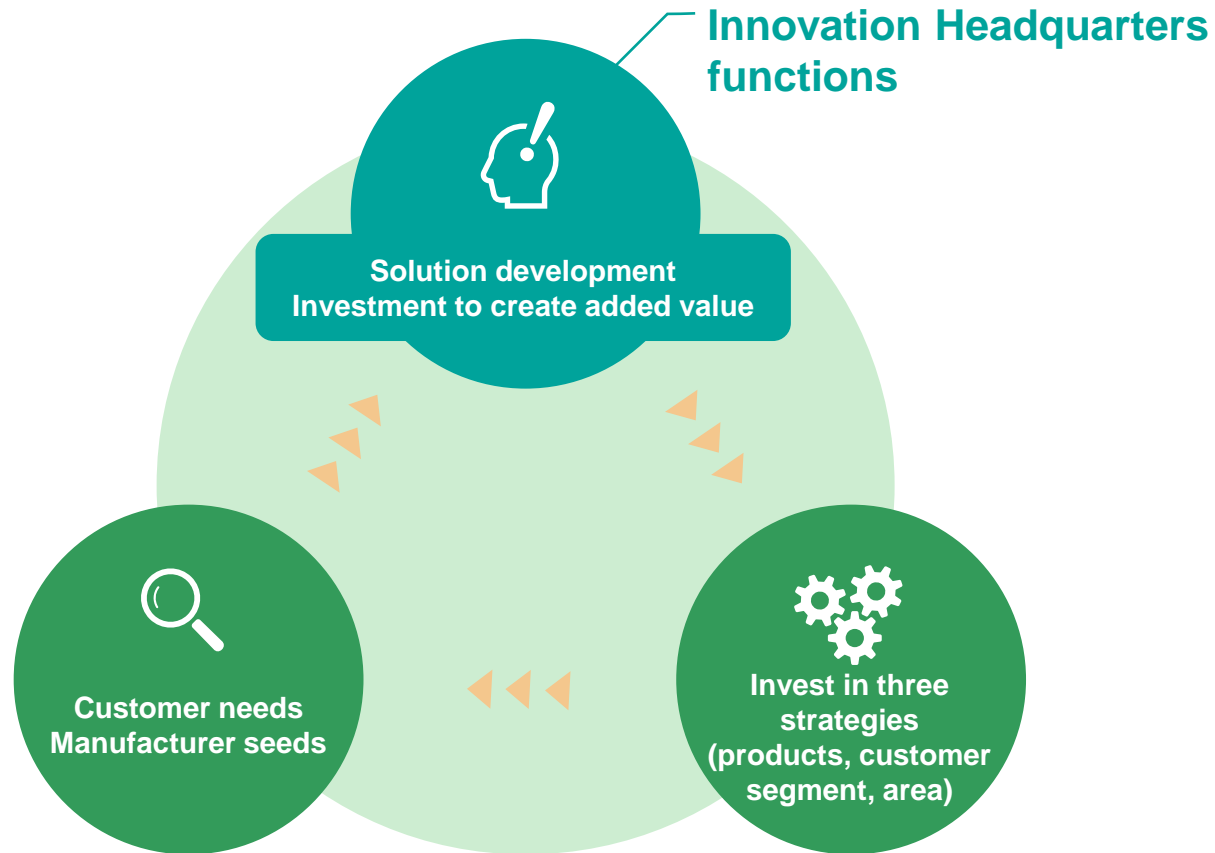 Innovation Headquarters
functions
Solution development
Investment to create added value
Customer needs
Manufacturer seeds
Invest in three
strategies
(products, customer
segment, area)